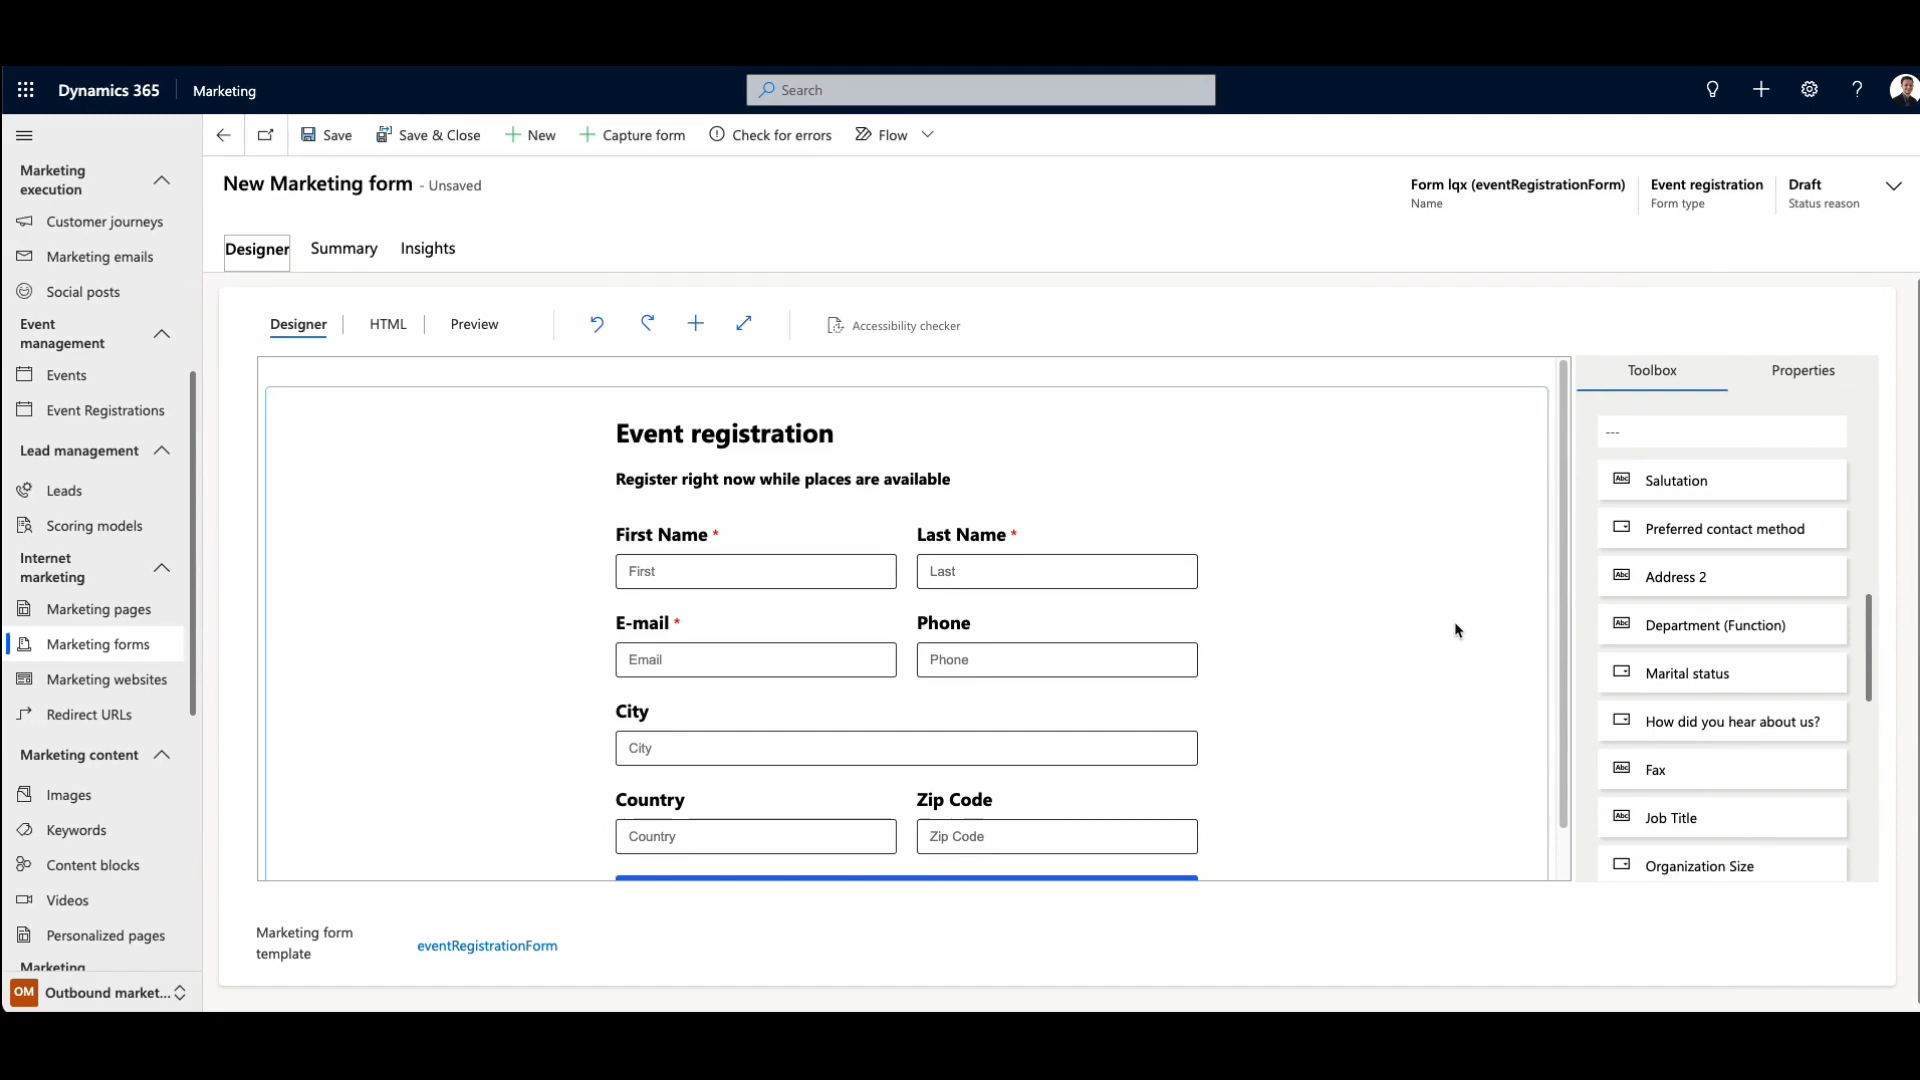 Dynamics 365
Marketing
Search
Save
Save & Close
New
Capture form
Check for errors
Flow
New Marketing form
- Unsaved
Form lqx (eventRegistrationForm)
Name
Event registration
Form type
Draft
Status reason
Designer
Summary
Insights
Marketing
execution
Customer journeys
Marketing emails
Social posts
Event
management
Events
Event Registrations
Lead management
Leads
Scoring models
Internet
marketing
Marketing pages
Marketing forms
Marketing websites
Redirect URLs
Marketing content
Images
Keywords
Content blocks
Videos
Personalized pages
Marketing
OM
Outbound market...
Designer
HTML
Preview
Accessibility checker
Event registration
Register right now while places are available
First Name *
Last Name *
First
Last
E-mail *
Phone
Email
Phone
City
City
Country
Zip Code
Country
Zip Code
Marketing form
template
eventRegistrationForm
Toolbox
Properties
---
Abc Salutation
Preferred contact method
Abc Address 2
Abc Department (Function)
Marital status
How did you hear about us?
Abc Fax
Abc Job Title
Organization Size